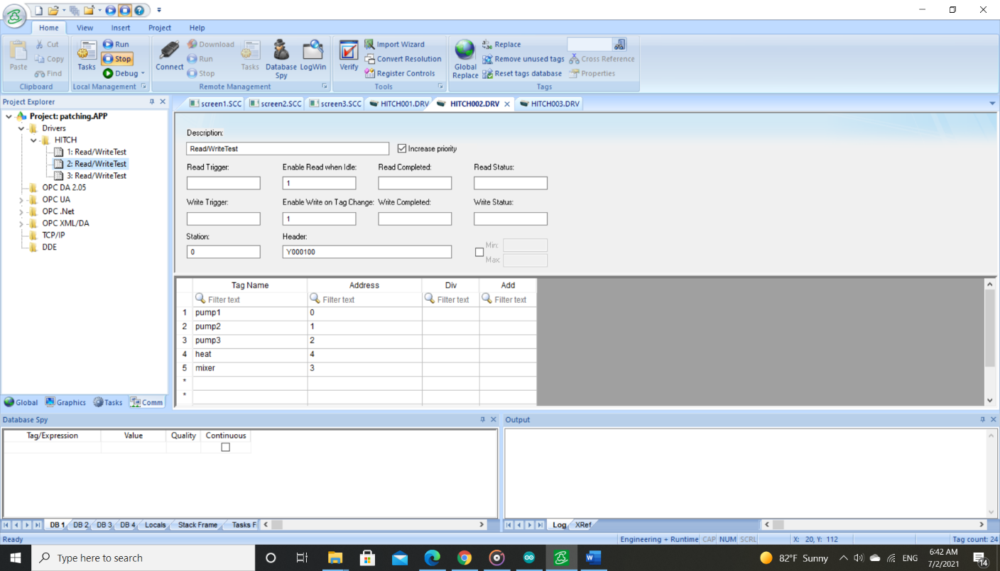 Home View Insert Project Help
Paste Cut Copy Find
Clipboard
Tasks Run Stop Debug
Local Management
Connect Download Run Stop Tasks Database Spy LogWin
Remote Management
Verify Import Wizard Convert Resolution Register Controls
Tools
Global Replace Replace Remove unused tags Reset tags database Cross Reference Properties
Tags
Project Explorer
Project: patching.APP
Drivers
HITCH
1: Read/WriteTest
2: Read/WriteTest
3: Read/WriteTest
OPC DA 2.05
OPC UA
OPC .Net
OPC XML/DA
TCP/IP
DDE
Global Graphics Tasks Comm
screen1.SCC screen2.SCC screen3.SCC HITCH001.DRV HITCH002.DRV HITCH003.DRV
Description:
Read/WriteTest Increase priority
Read Trigger: Enable Read when Idle: Read Completed: Read Status:
1
Write Trigger: Enable Write on Tag Change: Write Completed: Write Status:
1
Station: Header:
0 Y000100
Min:
Max:
Tag Name Address Div Add
Filter text Filter text Filter text Filter text
1 pump1 0
2 pump2 1
3 pump3 2
4 heat 4
5 mixer 3
*
*
Database Spy
Tag/Expression Value Quality Continuous
DB 1 DB 2 DB 3 DB 4 Locals Stack Frame Tasks F
Output
Log XRef
Ready Engineering + Runtime CAP NUM SCRL X: 20, Y: 112 Tag count: 24
Type here to search
82°F Sunny ENG
6:42 AM
7/2/2021
14